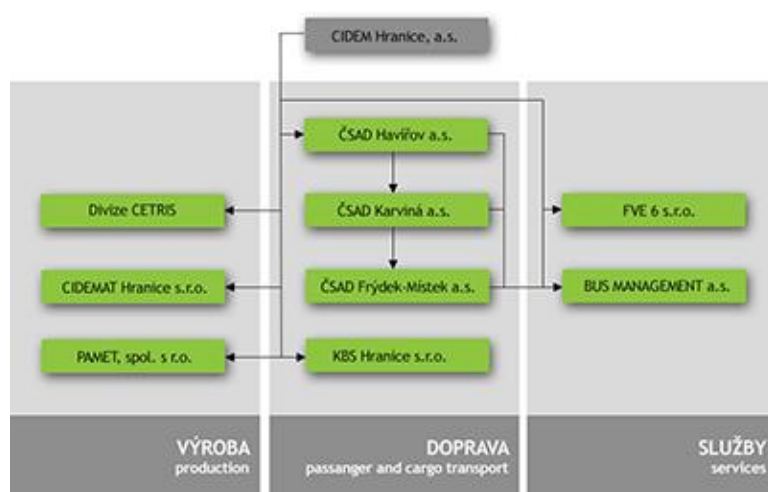 CIDEM Hranice, a.s.
ČSAD Havířov a.s.
Divize CETRIS
ČSAD Karviná a.s.
FVE 6 s.r.o.
CIDEMAT Hranice s.r.o.
ČSAD Frýdek-Místek a.s.
BUS MANAGEMENT a.s.
PAMET, spol. s r.o.
KBS Hranice s.r.o.
VÝROBA
production
DOPRAVA
passanger and cargo transport
SLUŽBY
services